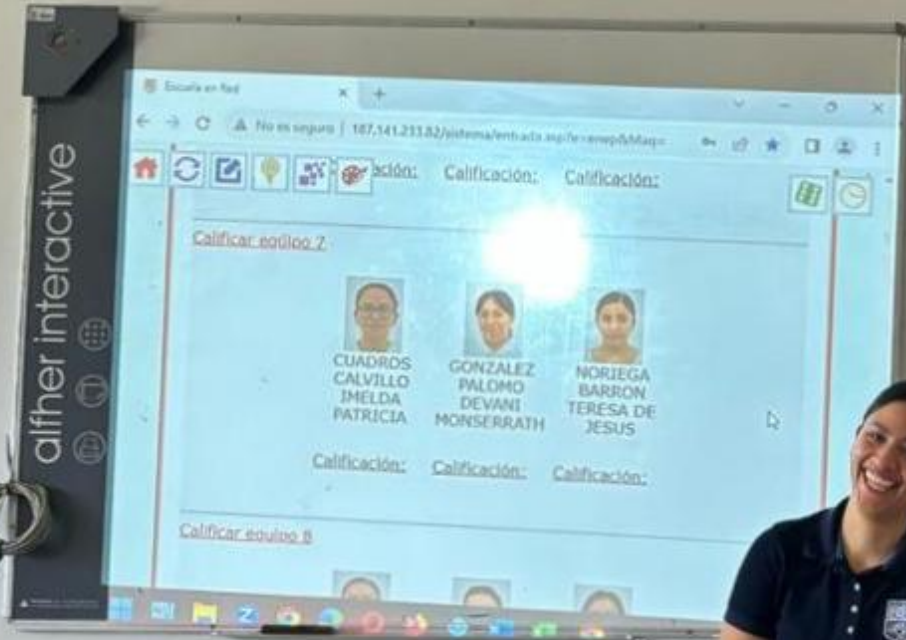 alfher interactive
Escuela en Red
No es seguro
ación: Calificación: Calificación:
Calificar equipo 7
CUADROS CALVILLO IMELDA PATRICIA
GONZALEZ PALOMO DEVANI MONSERRATH
NORIEGA BARRON TERESA DE JESUS
Calificación: Calificación: Calificación:
Calificar equipo 8